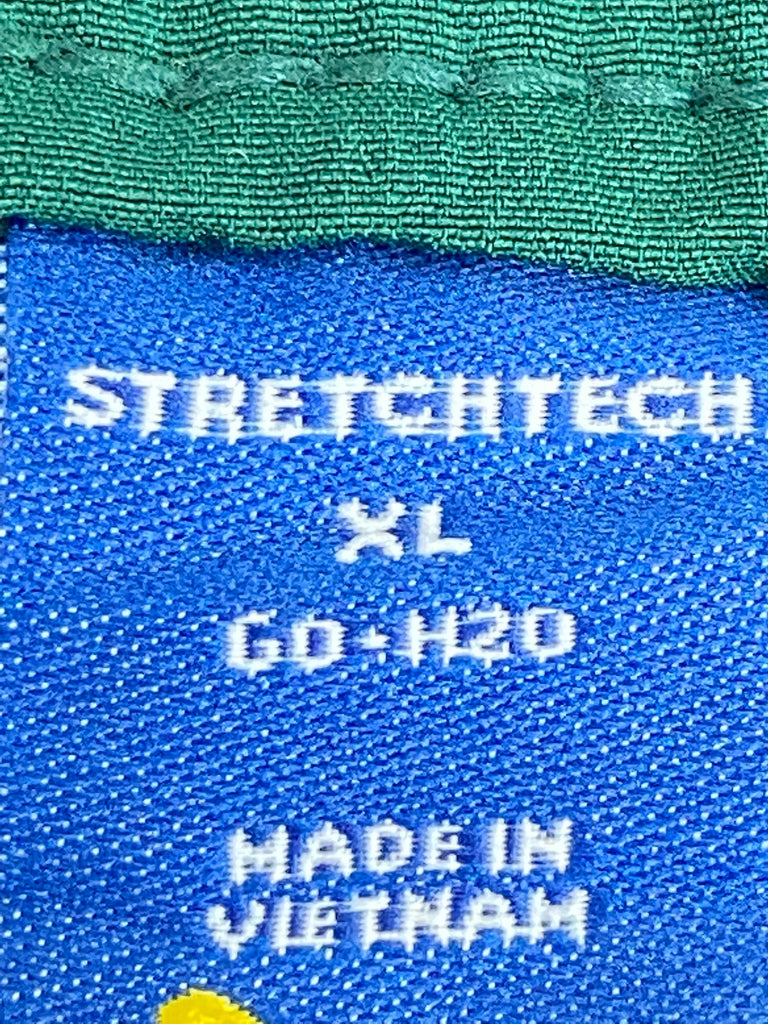 STRETCHTECH
XL
GO·H2O
MADE IN
VIETNAM